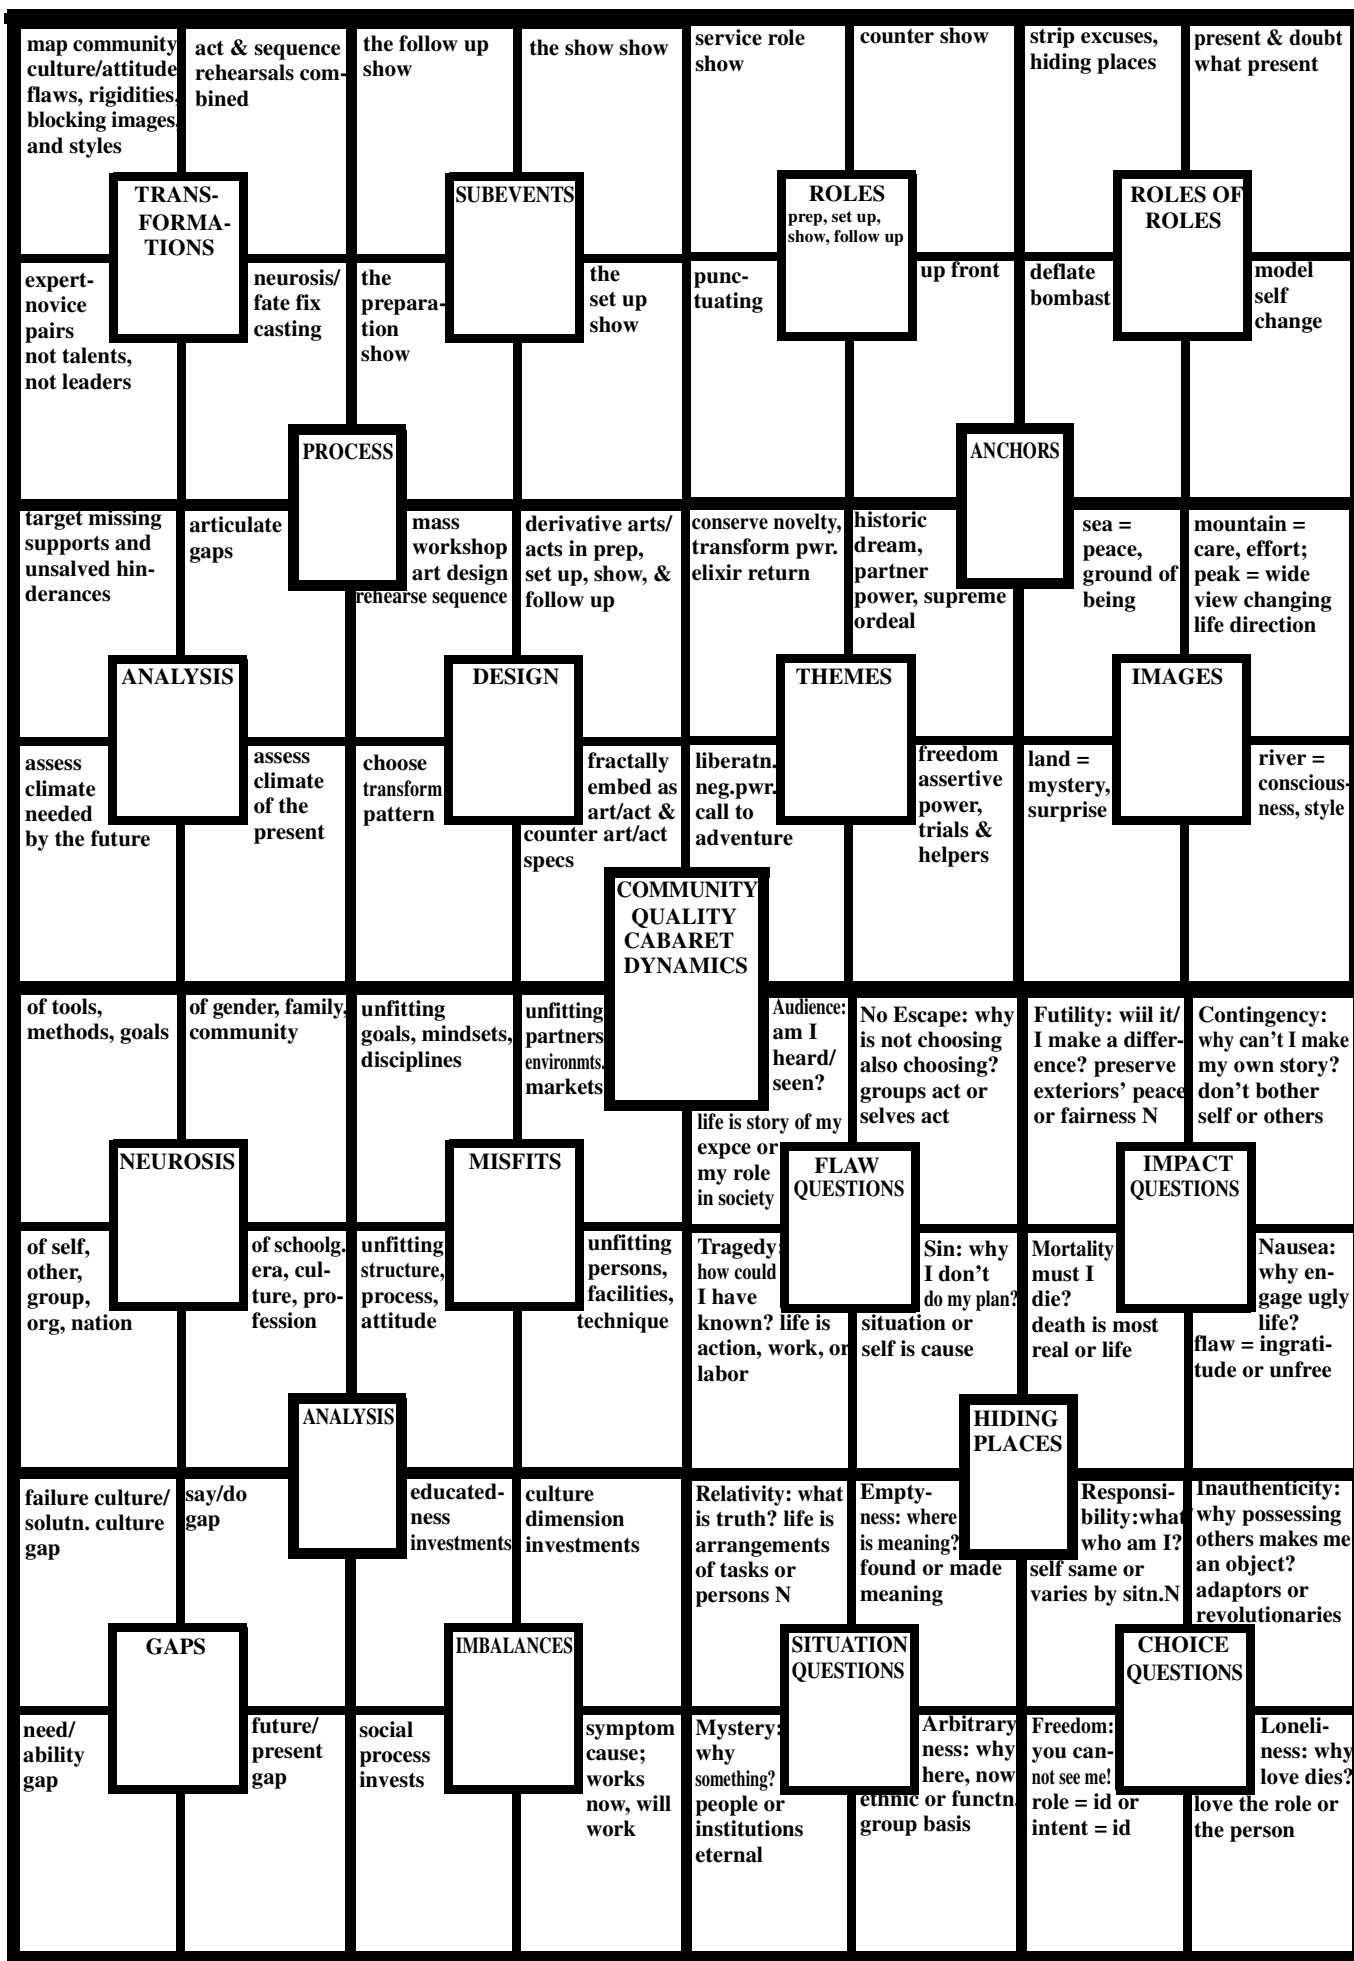 map community
culture/attitude
flaws, rigidities,
blocking images,
and styles
act & sequence
rehearsals com-
bined
the follow up
show
the show show
service role
show
counter show
strip excuses,
hiding places
present & doubt
what present
TRANS-
FORMA-
TIONS
SUBEVENTS
ROLES
prep, set up,
show, follow up
ROLES OF
ROLES
expert-
novice
pairs
not talents,
not leaders
neurosis/
fate fix
casting
the
prepara-
tion
show
the
set up
show
punc-
tuating
up front
deflate
bombast
model
self
change
PROCESS
ANCHORS
target missing
supports and
unsalved hin-
derances
articulate
gaps
mass
workshop
art design
rehearse sequence
derivative arts/
acts in prep,
set up, show, &
follow up
conserve novelty,
transform pwr.
elixir return
historic
dream,
partner
power, supreme
ordeal
sea =
peace,
ground of
being
mountain =
care, effort;
peak = wide
view changing
life direction
ANALYSIS
DESIGN
THEMES
IMAGES
assess
climate
needed
by the future
assess
climate
of the
present
choose
transform
pattern
fractally
embed as
art/act &
counter art/act
specs
liberatn.
neg.pwr.
call to
adventure
freedom
assertive
power,
trials &
helpers
land =
mystery,
surprise
river =
conscious-
ness, style
COMMUNITY
QUALITY
CABARET
DYNAMICS
of tools,
methods, goals
of gender, family,
community
unfitting
goals, mindsets,
disciplines
unfitting
partners
environmts.
markets
Audience:
am I
heard/
seen?
life is story of my
expce or
my role
in society
No Escape: why
is not choosing
also choosing?
groups act or
selves act
Futility: wiil it/
I make a differ-
ence? preserve
exteriors' peace
or fairness N
Contingency:
why can't I make
my own story?
don't bother
self or others
NEUROSIS
MISFITS
FLAW
QUESTIONS
IMPACT
QUESTIONS
of self,
other,
group,
org, nation
of schoolg.
era, cul-
ture, pro-
fession
unfitting
structure,
process,
attitude
unfitting
persons,
facilities,
technique
Tragedy:
how could
I have
known? life is
action, work, or
labor
Sin: why
I don't
do my plan?
situation or
self is cause
Mortality
must I
die?
death is most
real or life
Nausea:
why en-
gage ugly
life?
flaw = ingrati-
tude or unfree
ANALYSIS
HIDING
PLACES
failure culture/
solutn. culture
gap
say/do
gap
educated-
ness
investments
culture
dimension
investments
Relativity: what
is truth? life is
arrangements
of tasks or
persons N
Empty-
ness: where
is meaning?
found or made
meaning
Responsi-
bility:what/
who am I?
self same or
varies by sitn.N
Inauthenticity:
why possessing
others makes me
an object?
adaptors or
revolutionaries
GAPS
IMBALANCES
SITUATION
QUESTIONS
CHOICE
QUESTIONS
need/
ability
gap
future/
present
gap
social
process
invests
symptom
cause;
works
now, will
work
Mystery:
why
something?
people or
institutions
eternal
Arbitrary
ness: why
here, now
ethnic or functn.
group basis
Freedom:
you can-
not see me!
role = id or
intent = id
Loneli-
ness: why
love dies?
love the role or
the person